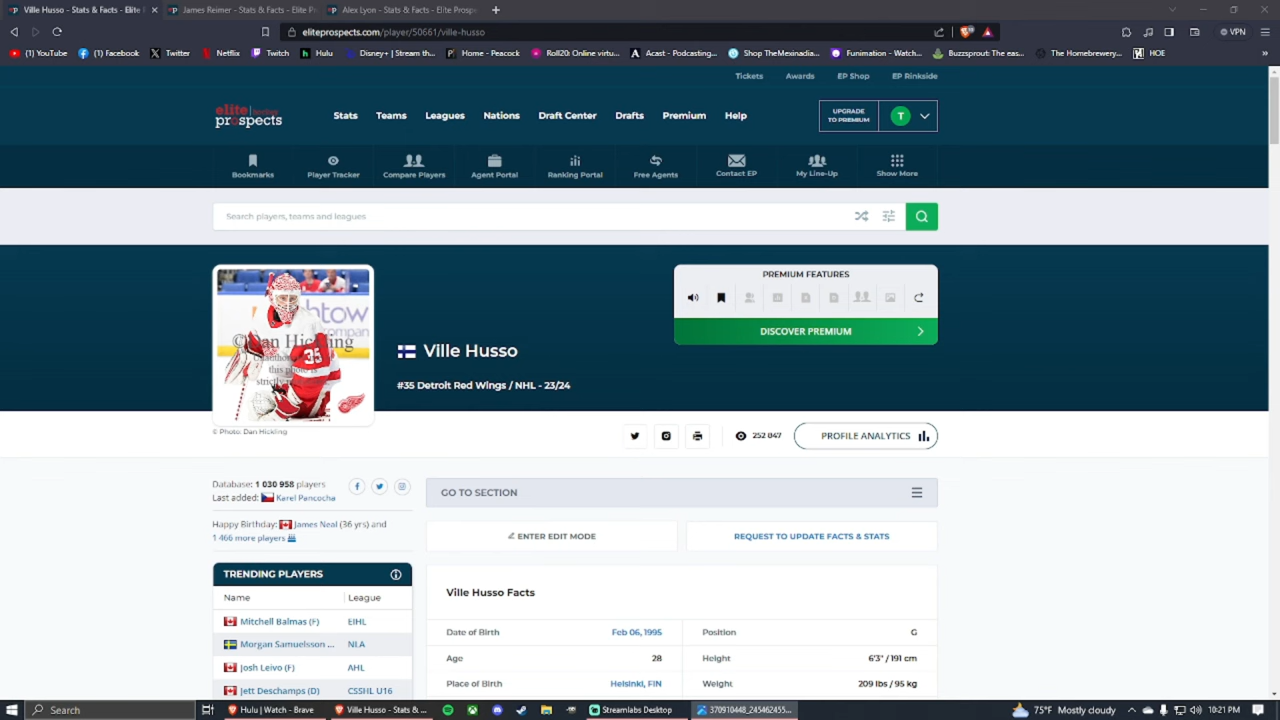 Ville Husso - Stats & Facts - Elite
James Reimer - Stats & Facts - Elite P
Alex Lyon - Stats & Facts - Elite Prosp
eliteprospects.com/player/50661/ville-husso
VPN
(1) YouTube
(1) Facebook
Twitter
Netflix
Twitch
Hulu
Disney+ | Stream th...
Home - Peacock
Roll20: Online virtu...
Acast - Podcasting...
Shop TheMexinadia...
Funimation - Watch...
Buzzsprout: The eas...
The Homebrewery...
HOE
Tickets
Awards
EP Shop
EP Rinkside
elite hockey
prospects
Stats
Teams
Leagues
Nations
Draft Center
Drafts
Premium
Help
UPGRADE
TO PREMIUM
T
Bookmarks
Player Tracker
Compare Players
Agent Portal
Ranking Portal
Free Agents
Contact EP
My Line-Up
Show More
Search players, teams and leagues
© Dan Hickling
this photo is
35
Ville Husso
#35 Detroit Red Wings / NHL - 23/24
PREMIUM FEATURES
DISCOVER PREMIUM
© Photo: Dan Hickling
252 847
PROFILE ANALYTICS
Database: 1 030 958 players
Last added: Karel Pancocha
Happy Birthday: James Neal (36 yrs) and
1 466 more players
TRENDING PLAYERS
Name League
Mitchell Balmas (F) EIHL
Morgan Samuelsson ... NLA
Josh Leivo (F) AHL
Jett Deschamps (D) CSSHL U16
GO TO SECTION
ENTER EDIT MODE
REQUEST TO UPDATE FACTS & STATS
Ville Husso Facts
Date of Birth Feb 06, 1995
Position G
Age 28
Height 6'3" / 191 cm
Place of Birth Helsinki, FIN
Weight 209 lbs / 95 kg
Search
Hulu | Watch - Brave
Ville Husso - Stats & ...
Streamlabs Desktop
370910448_245462455...
75°F Mostly cloudy
10:21 PM